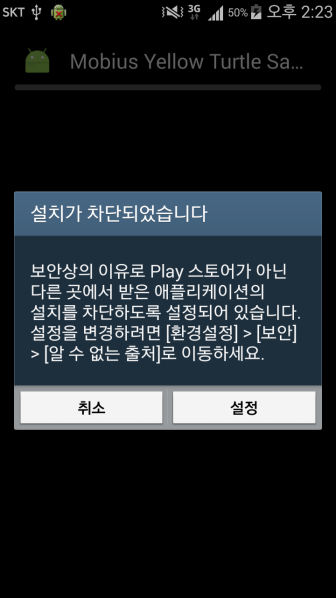 SKT 3G 50% 오후 2:23
Mobius Yellow Turtle Sa...
설치가 차단되었습니다
보안상의 이유로 Play 스토어가 아닌
다른 곳에서 받은 애플리케이션의
설치를 차단하도록 설정되어 있습니다.
설정을 변경하려면 [환경설정] > [보안]
> [알 수 없는 출처]로 이동하세요.
취소 설정